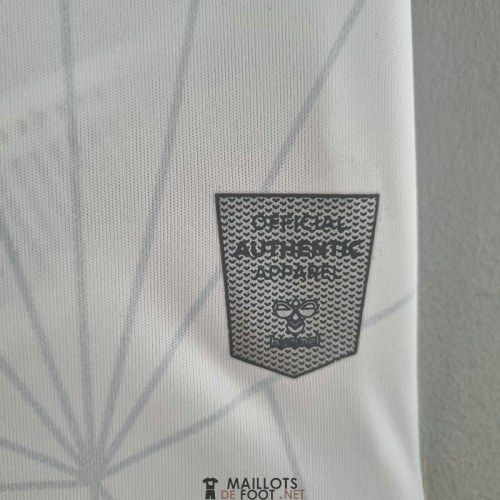 OFFICIAL
AUTHENTIC
APPAREL
hummel
MAILLOTS
DE FOOT.NET